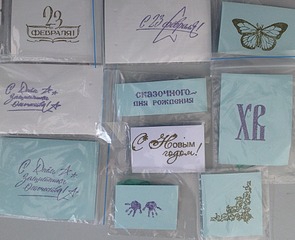 23
ФЕВРАЛЯ!
С 23 февраля!
С Днём
Защитника
Отечества!
Сказочного
дня рождения
ХВ
С Новым
годом!
С Днём
Защитника
Отечества!